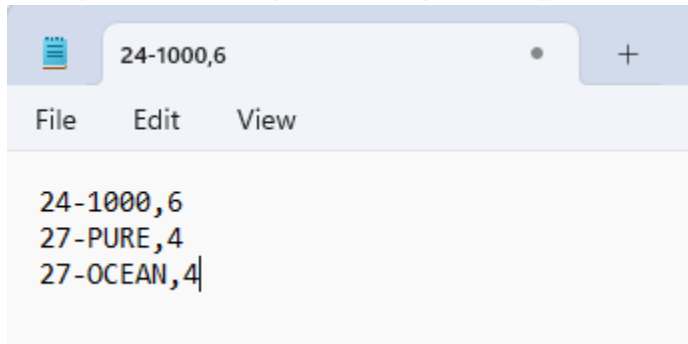 24-1000,6
+
File Edit View
24-1000,6
27-PURE,4
27-OCEAN,4